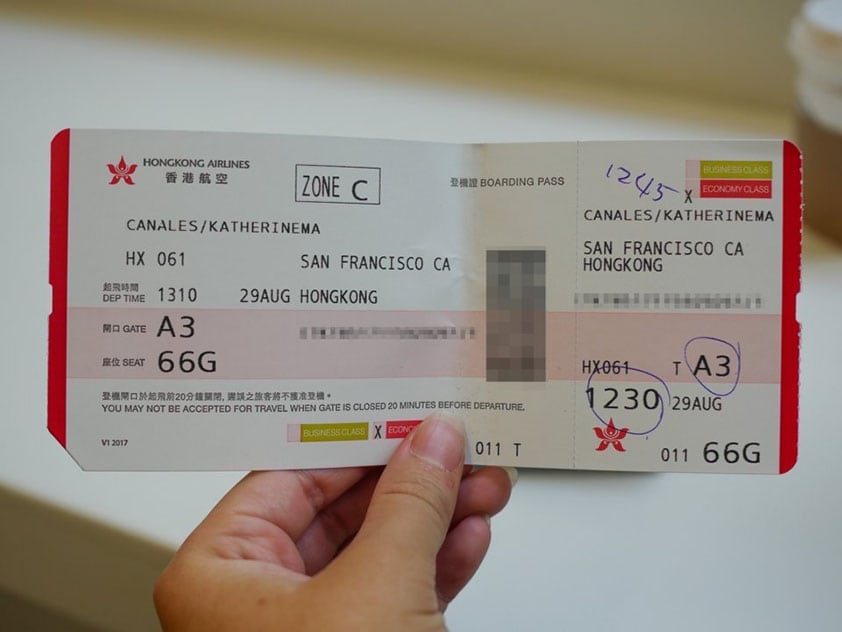 HONGKONG AIRLINES
香港航空
ZONE C
登機證 BOARDING PASS
CANALES/KATHERINEMA
HX 061
SAN FRANCISCO CA
起飛時間
DEP TIME 1310 29AUG HONGKONG
閘口 GATE A3
座位 SEAT 66G
登機閘口於起飛前20分鐘關閉，遲誤之旅客將不獲准登機。
YOU MAY NOT BE ACCEPTED FOR TRAVEL WHEN GATE IS CLOSED 20 MINUTES BEFORE DEPARTURE.
V1 2017
BUSINESS CLASS X ECONO
011 T
1245
BUSINESS CLASS
X ECONOMY CLASS
CANALES/KATHERINEMA
SAN FRANCISCO CA
HONGKONG
HX061 T A3
1230 29AUG
011 66G